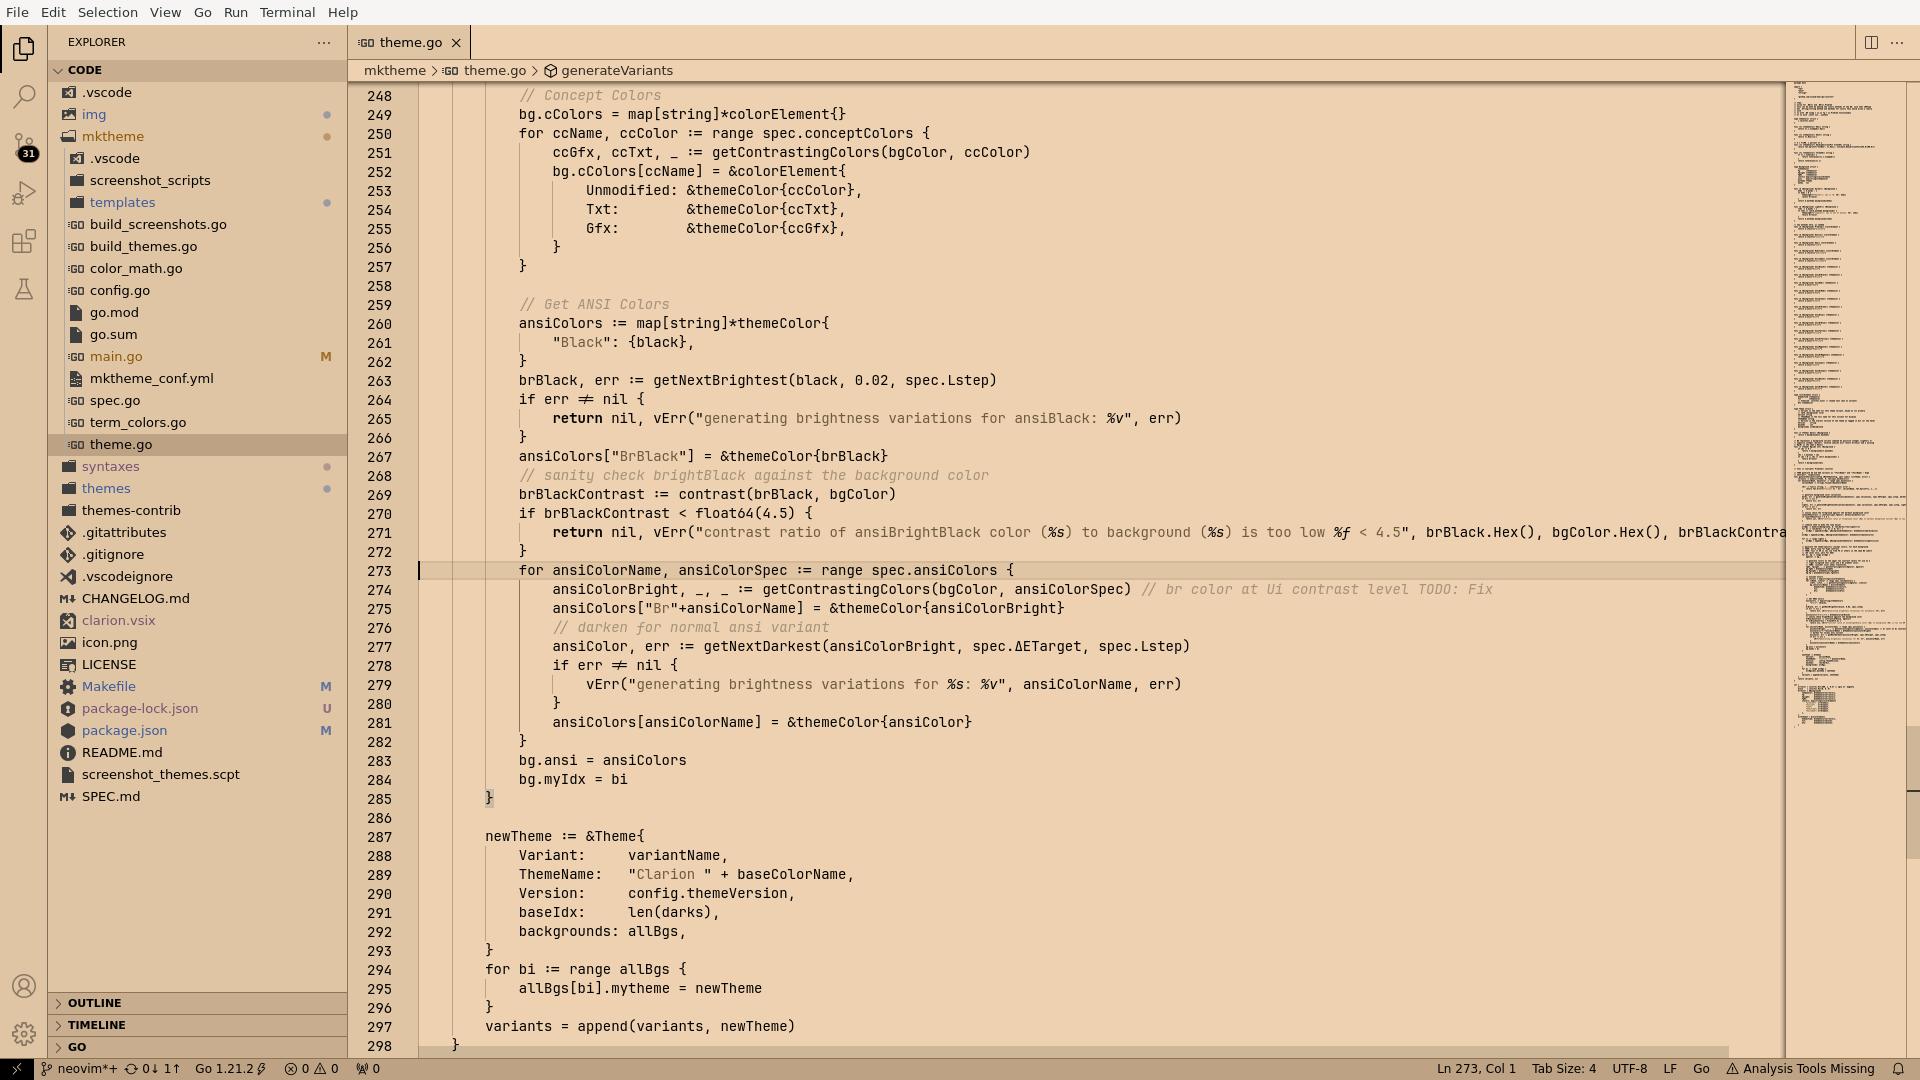 File Edit Selection View Go Run Terminal Help
EXPLORER
theme.go
CODE
mktheme > theme.go > generateVariants
.vscode
img
mktheme
.vscode
screenshot_scripts
templates
build_screenshots.go
build_themes.go
color_math.go
config.go
go.mod
go.sum
main.go M
mktheme_conf.yml
spec.go
term_colors.go
theme.go
syntaxes
themes
themes-contrib
.gitattributes
.gitignore
.vscodeignore
CHANGELOG.md
clarion.vsix
icon.png
LICENSE
Makefile M
package-lock.json U
package.json M
README.md
screenshot_themes.scpt
SPEC.md
OUTLINE
TIMELINE
GO
31
248 // Concept Colors
249 bg.cColors = map[string]*colorElement{}
250 for ccName, ccColor := range spec.conceptColors {
251 ccGfx, ccTxt, _ := getContrastingColors(bgColor, ccColor)
252 bg.cColors[ccName] = &colorElement{
253 Unmodified: &themeColor{ccColor},
254 Txt: &themeColor{ccTxt},
255 Gfx: &themeColor{ccGfx},
256 }
257 }
258
259 // Get ANSI Colors
260 ansiColors := map[string]*themeColor{
261 "Black": {black},
262 }
263 brBlack, err := getNextBrightest(black, 0.02, spec.Lstep)
264 if err != nil {
265 return nil, vErr("generating brightness variations for ansiBlack: %v", err)
266 }
267 ansiColors["BrBlack"] = &themeColor{brBlack}
268 // sanity check brightBlack against the background color
269 brBlackContrast := contrast(brBlack, bgColor)
270 if brBlackContrast < float64(4.5) {
271 return nil, vErr("contrast ratio of ansiBrightBlack color (%s) to background (%s) is too low %f < 4.5", brBlack.Hex(), bgColor.Hex(), brBlackContra
272 }
273 for ansiColorName, ansiColorSpec := range spec.ansiColors {
274 ansiColorBright, _, _ := getContrastingColors(bgColor, ansiColorSpec) // br color at Ui contrast level TODO: Fix
275 ansiColors["Br"+ansiColorName] = &themeColor{ansiColorBright}
276 // darken for normal ansi variant
277 ansiColor, err := getNextDarkest(ansiColorBright, spec.ΔETarget, spec.Lstep)
278 if err != nil {
279 vErr("generating brightness variations for %s: %v", ansiColorName, err)
280 }
281 ansiColors[ansiColorName] = &themeColor{ansiColor}
282 }
283 bg.ansi = ansiColors
284 bg.myIdx = bi
285 }
286
287 newTheme := &Theme{
288 Variant: variantName,
289 ThemeName: "Clarion " + baseColorName,
290 Version: config.themeVersion,
291 baseIdx: len(darks),
292 backgrounds: allBgs,
293 }
294 for bi := range allBgs {
295 allBgs[bi].mytheme = newTheme
296 }
297 variants = append(variants, newTheme)
298 }
neovim*+ 0↓ 1↑ Go 1.21.2 0 0 0 Ln 273, Col 1 Tab Size: 4 UTF-8 LF Go Analysis Tools Missing